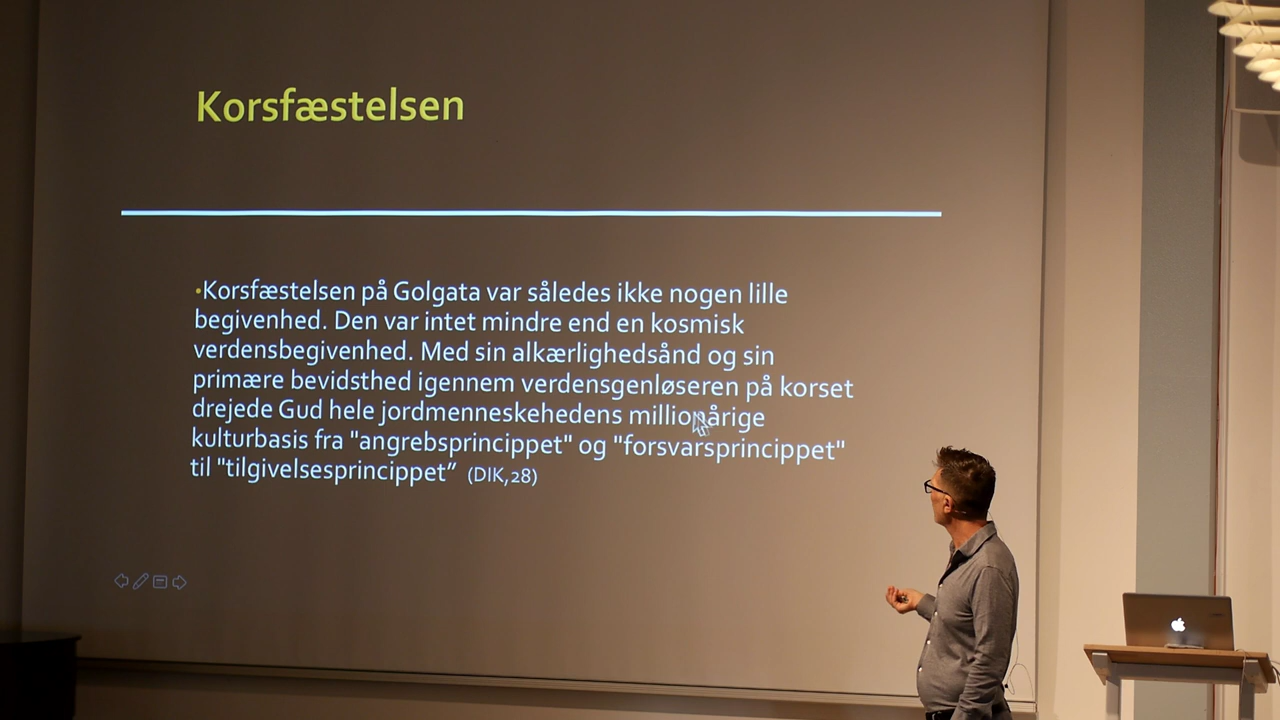 Korsfæstelsen
•Korsfæstelsen på Golgata var således ikke nogen lille
begivenhed. Den var intet mindre end en kosmisk
verdensbegivenhed. Med sin alkærlighedsånd og sin
primære bevidsthed igennem verdensgenløseren på korset
drejede Gud hele jordmenneskehedens millionårige
kulturbasis fra "angrebsprincippet" og "forsvarsprincippet"
til "tilgivelsesprincippet” (DIK,28)